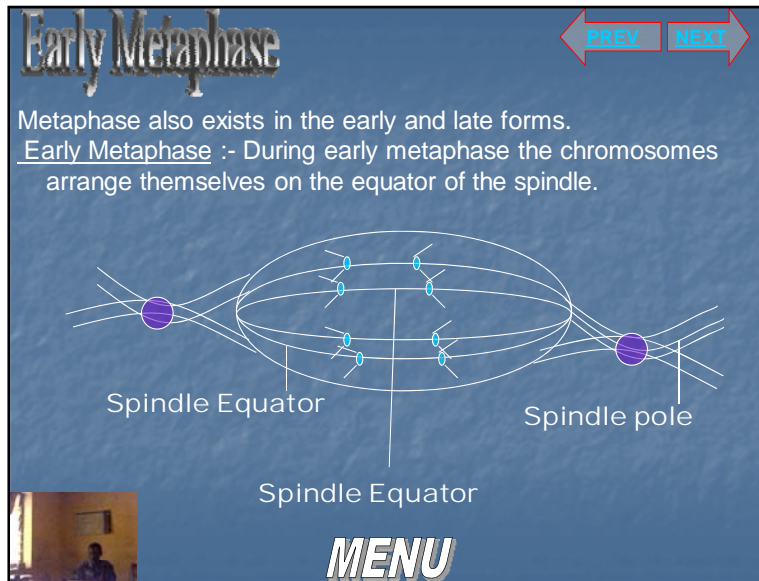 Early Metaphase
PREV NEXT
Metaphase also exists in the early and late forms.
Early Metaphase :- During early metaphase the chromosomes
arrange themselves on the equator of the spindle.
Spindle Equator
Spindle pole
Spindle Equator
MENU